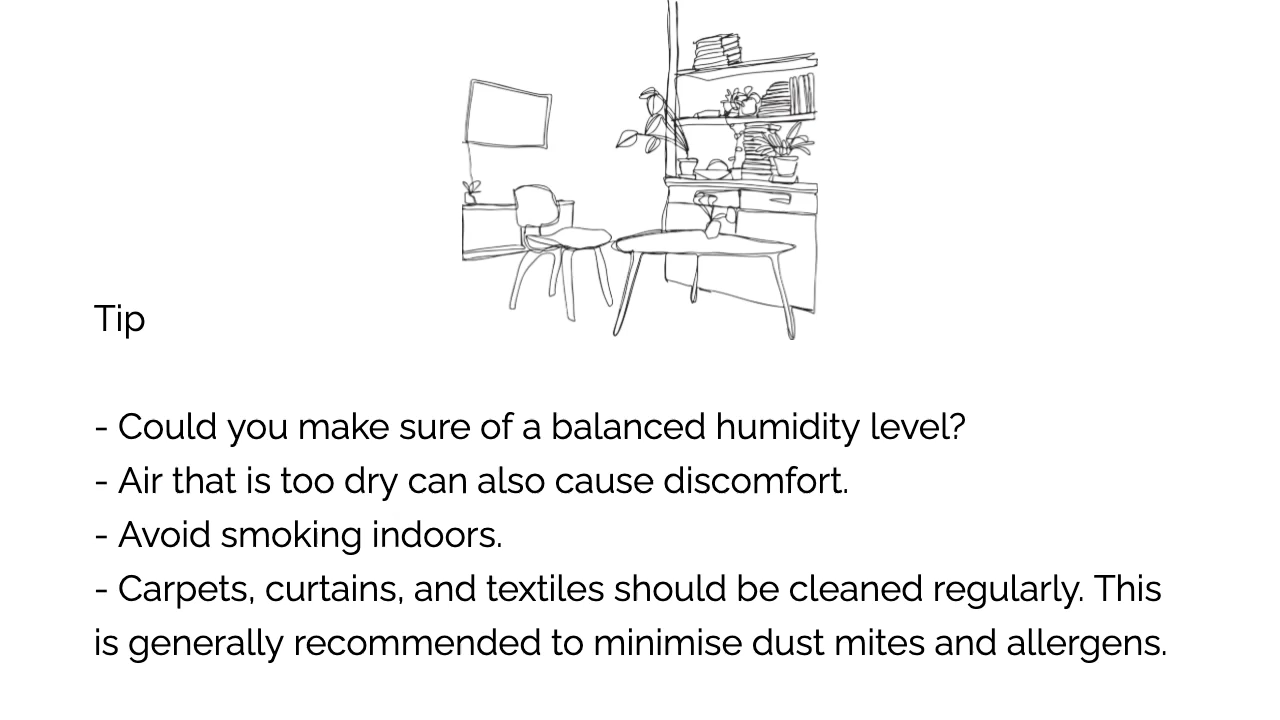 Tip
- Could you make sure of a balanced humidity level?
- Air that is too dry can also cause discomfort.
- Avoid smoking indoors.
- Carpets, curtains, and textiles should be cleaned regularly. This
is generally recommended to minimise dust mites and allergens.